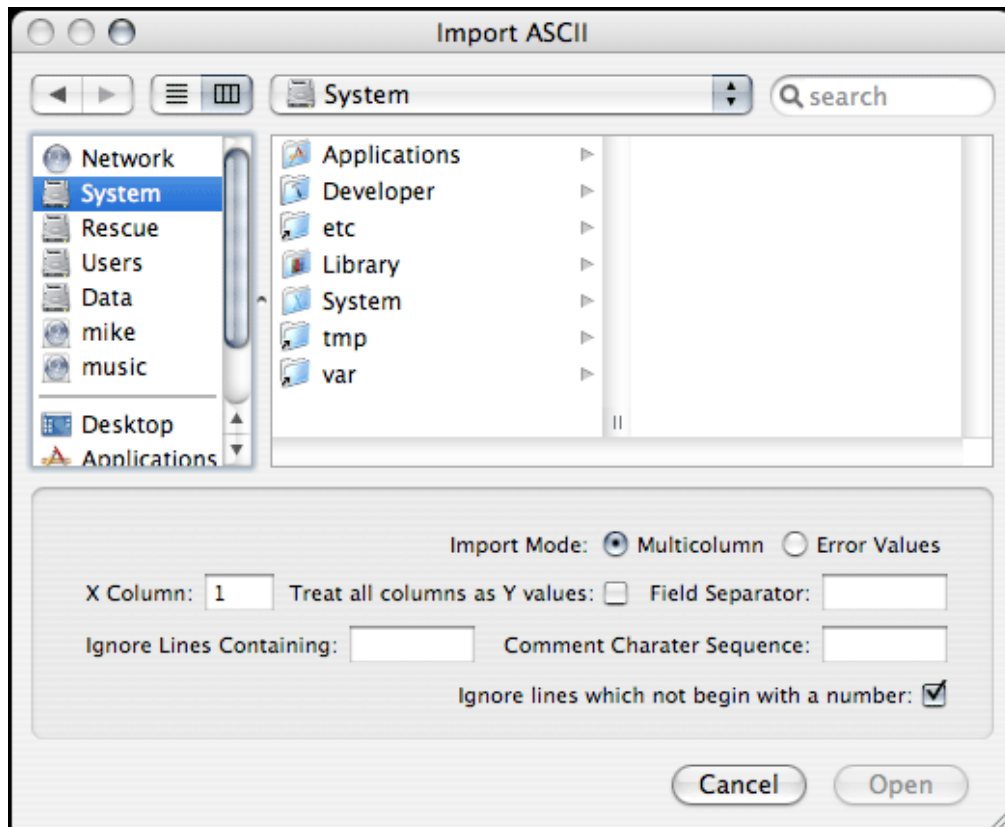 Import ASCII
System
search
Network
System
Rescue
Users
Data
mike
music
Desktop
Applications
Applications
Developer
etc
Library
System
tmp
var
Import Mode: Multicolumn Error Values
X Column: 1 Treat all columns as Y values: Field Separator:
Ignore Lines Containing: Comment Charater Sequence:
Ignore lines which not begin with a number:
Cancel Open